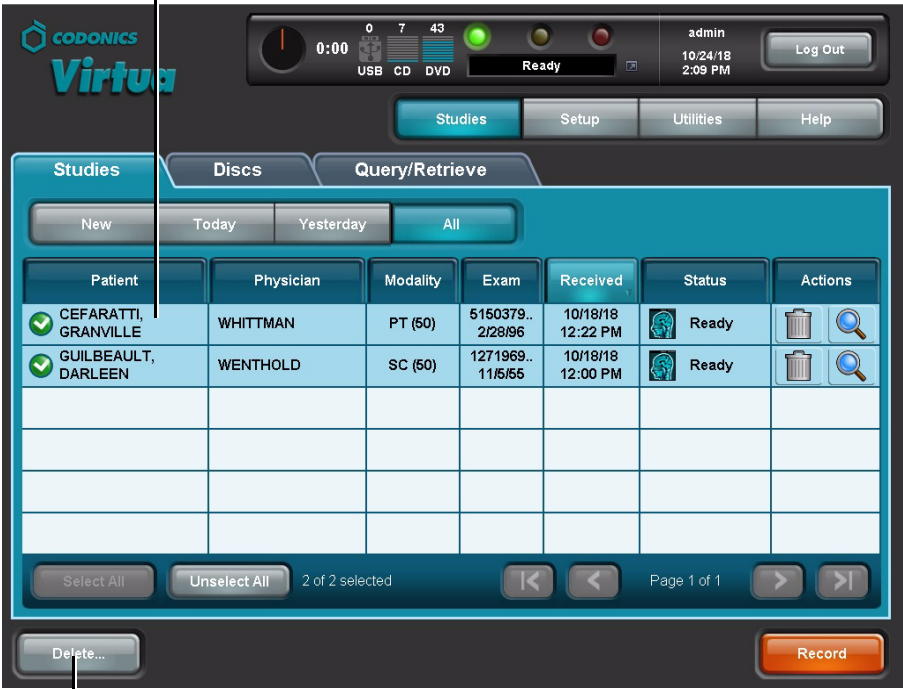 CODONICS
Virtua
0:00
0 7 43
USB CD DVD
Ready
admin
10/24/18
2:09 PM
Log Out
Studies Setup Utilities Help
Studies Discs Query/Retrieve
New Today Yesterday All
Patient Physician Modality Exam Received Status Actions
CEFARATTI, GRANVILLE WHITTMAN PT (50) 5150379.. 2/28/96 10/18/18 12:22 PM Ready
GUILBEAULT, DARLEEN WENTHOLD SC (50) 1271969.. 11/5/55 10/18/18 12:00 PM Ready
Select All Unselect All 2 of 2 selected Page 1 of 1
Delete... Record